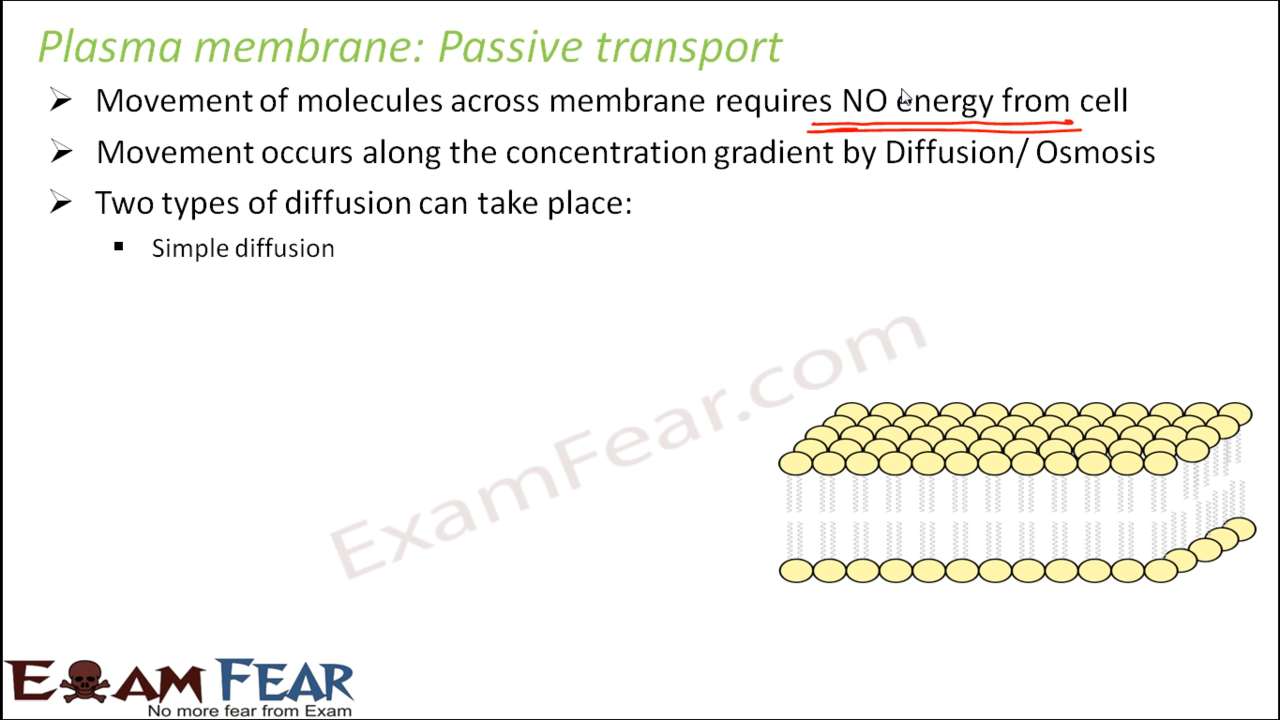 Plasma membrane: Passive transport
Movement of molecules across membrane requires NO energy from cell
Movement occurs along the concentration gradient by Diffusion/ Osmosis
Two types of diffusion can take place:
Simple diffusion
ExamFear.com
EXAM FEAR
No more fear from Exam